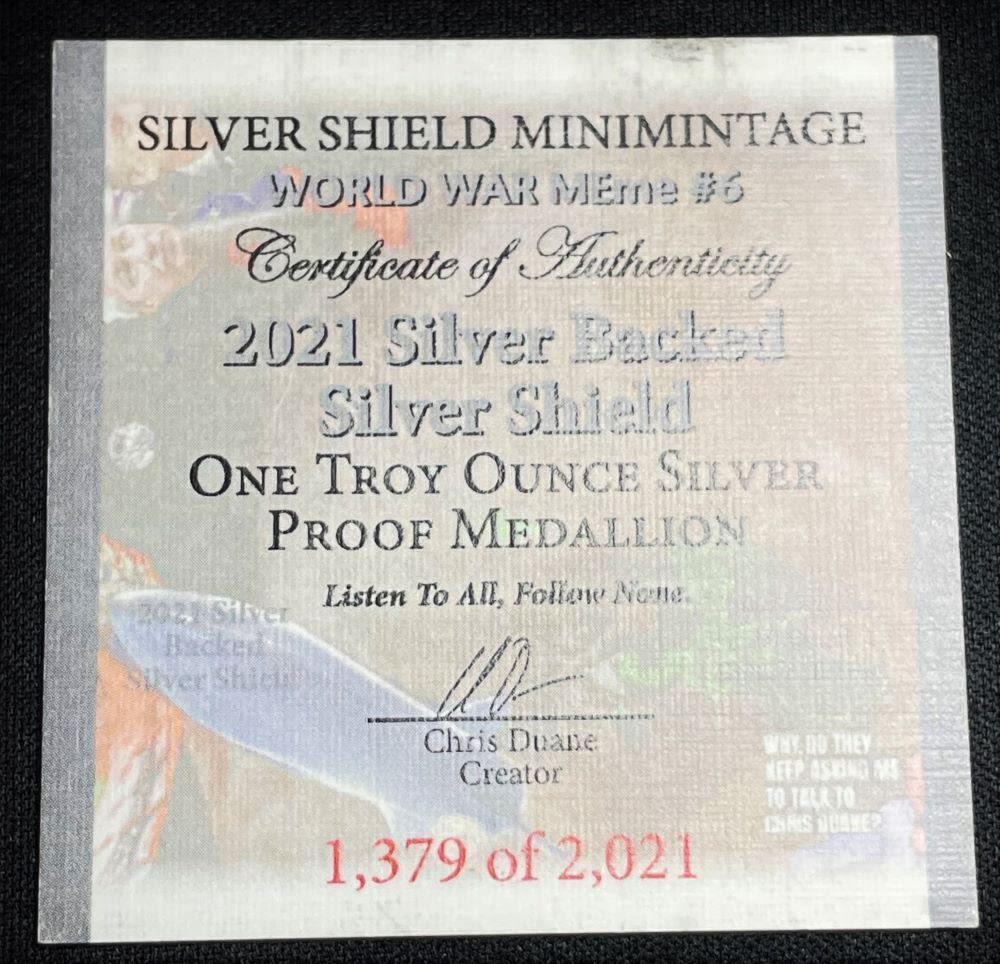 SILVER SHIELD MINIMINTAGE
WORLD WAR MEme #6
Certificate of Authenticity
2021 Silver Backed
Silver Shield
ONE TROY OUNCE SILVER
PROOF MEDALLION
Listen To All, Follow None.
2021 Silver
Backed
Silver Shield
Chris Duane
Creator
WHY DO THEY
KEEP ASKING ME
TO TALK TO
CHRIS DUANE?
1,379 of 2,021